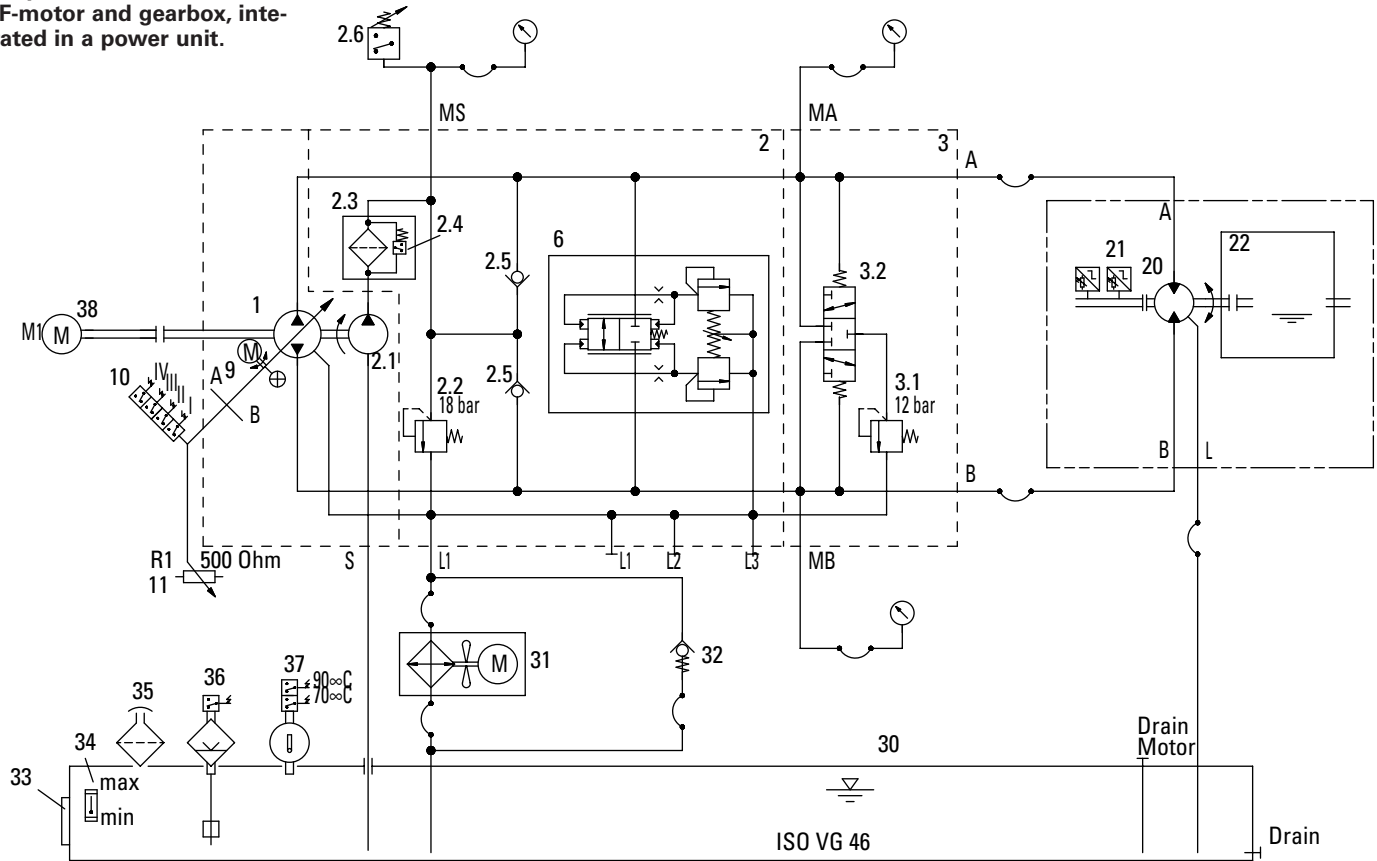 F-motor and gearbox, inte-
ated in a power unit.
2.6
MS
MA
2
3
A
2.3
2.4
6
2.5
3.2
A
21
20
22
38
1
M1 M
2.1
M
10
IV
III
II
I
A 9
B
2.5
2.2
18 bar
3.1
12 bar
B
B
L
R1
500 Ohm
11
S
L1
L1
L2
L3
MB
M
31
32
35
36
37
90∞C
70∞C
30
Drain
Motor
34
33
max
min
ISO VG 46
Drain